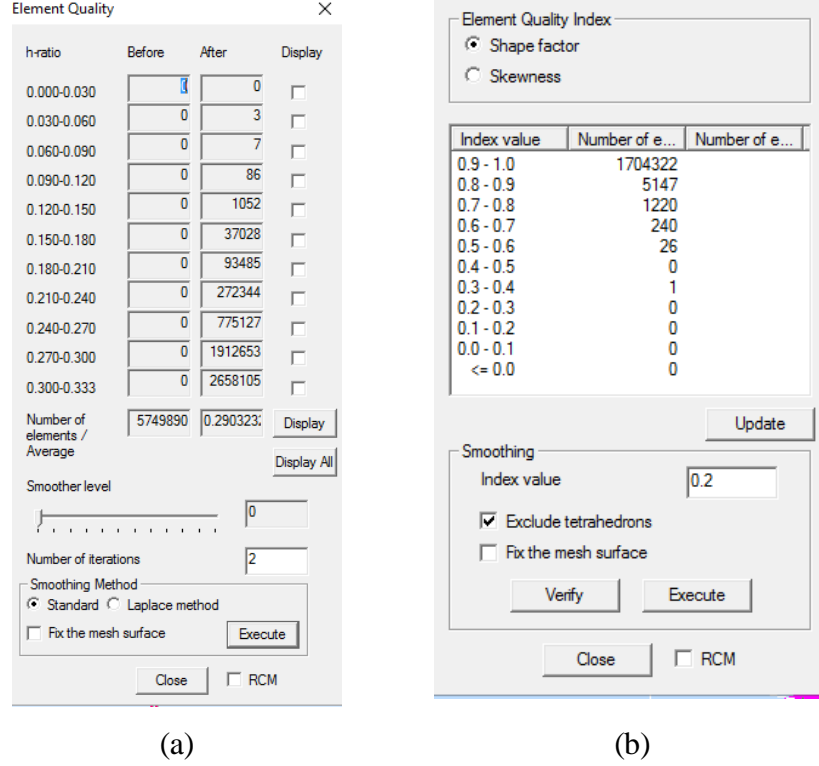 Element Quality
h-ratio Before After Display
0.000-0.030 0 0
0.030-0.060 0 3
0.060-0.090 0 7
0.090-0.120 0 86
0.120-0.150 0 1052
0.150-0.180 0 37028
0.180-0.210 0 93485
0.210-0.240 0 272344
0.240-0.270 0 775127
0.270-0.300 0 1912653
0.300-0.333 0 2658105
Number of elements / Average 5749890 0.290323 Display
Display All
Smoother level
0
Number of iterations 2
Smoothing Method
Standard Laplace method
Fix the mesh surface Execute
Close RCM
(a)
Element Quality Index
Shape factor
Skewness
Index value Number of e... Number of e...
0.9 - 1.0 1704322
0.8 - 0.9 5147
0.7 - 0.8 1220
0.6 - 0.7 240
0.5 - 0.6 26
0.4 - 0.5 0
0.3 - 0.4 1
0.2 - 0.3 0
0.1 - 0.2 0
0.0 - 0.1 0
<= 0.0 0
Update
Smoothing
Index value 0.2
Exclude tetrahedrons
Fix the mesh surface
Verify Execute
Close RCM
(b)